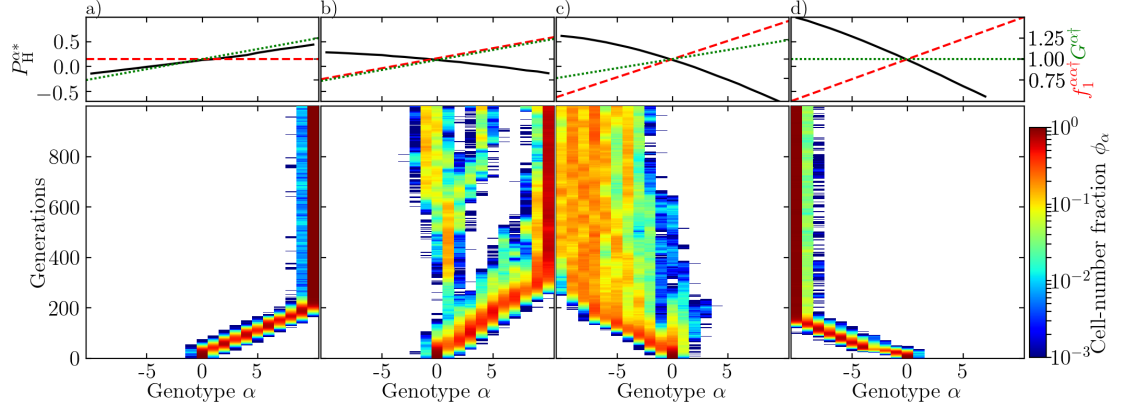 a)
b)
c)
d)
P_H^{α*}
0.5
0.0
−0.5
1.25
1.00
0.75
f_1^{αα†} G^{α†}
Generations
800
600
400
200
0
-5 0 5
-5 0 5
-5 0 5
-5 0 5
Genotype α
Genotype α
Genotype α
Genotype α
10^0
10^{−1}
10^{−2}
10^{−3}
Cell-number fraction ϕ_α